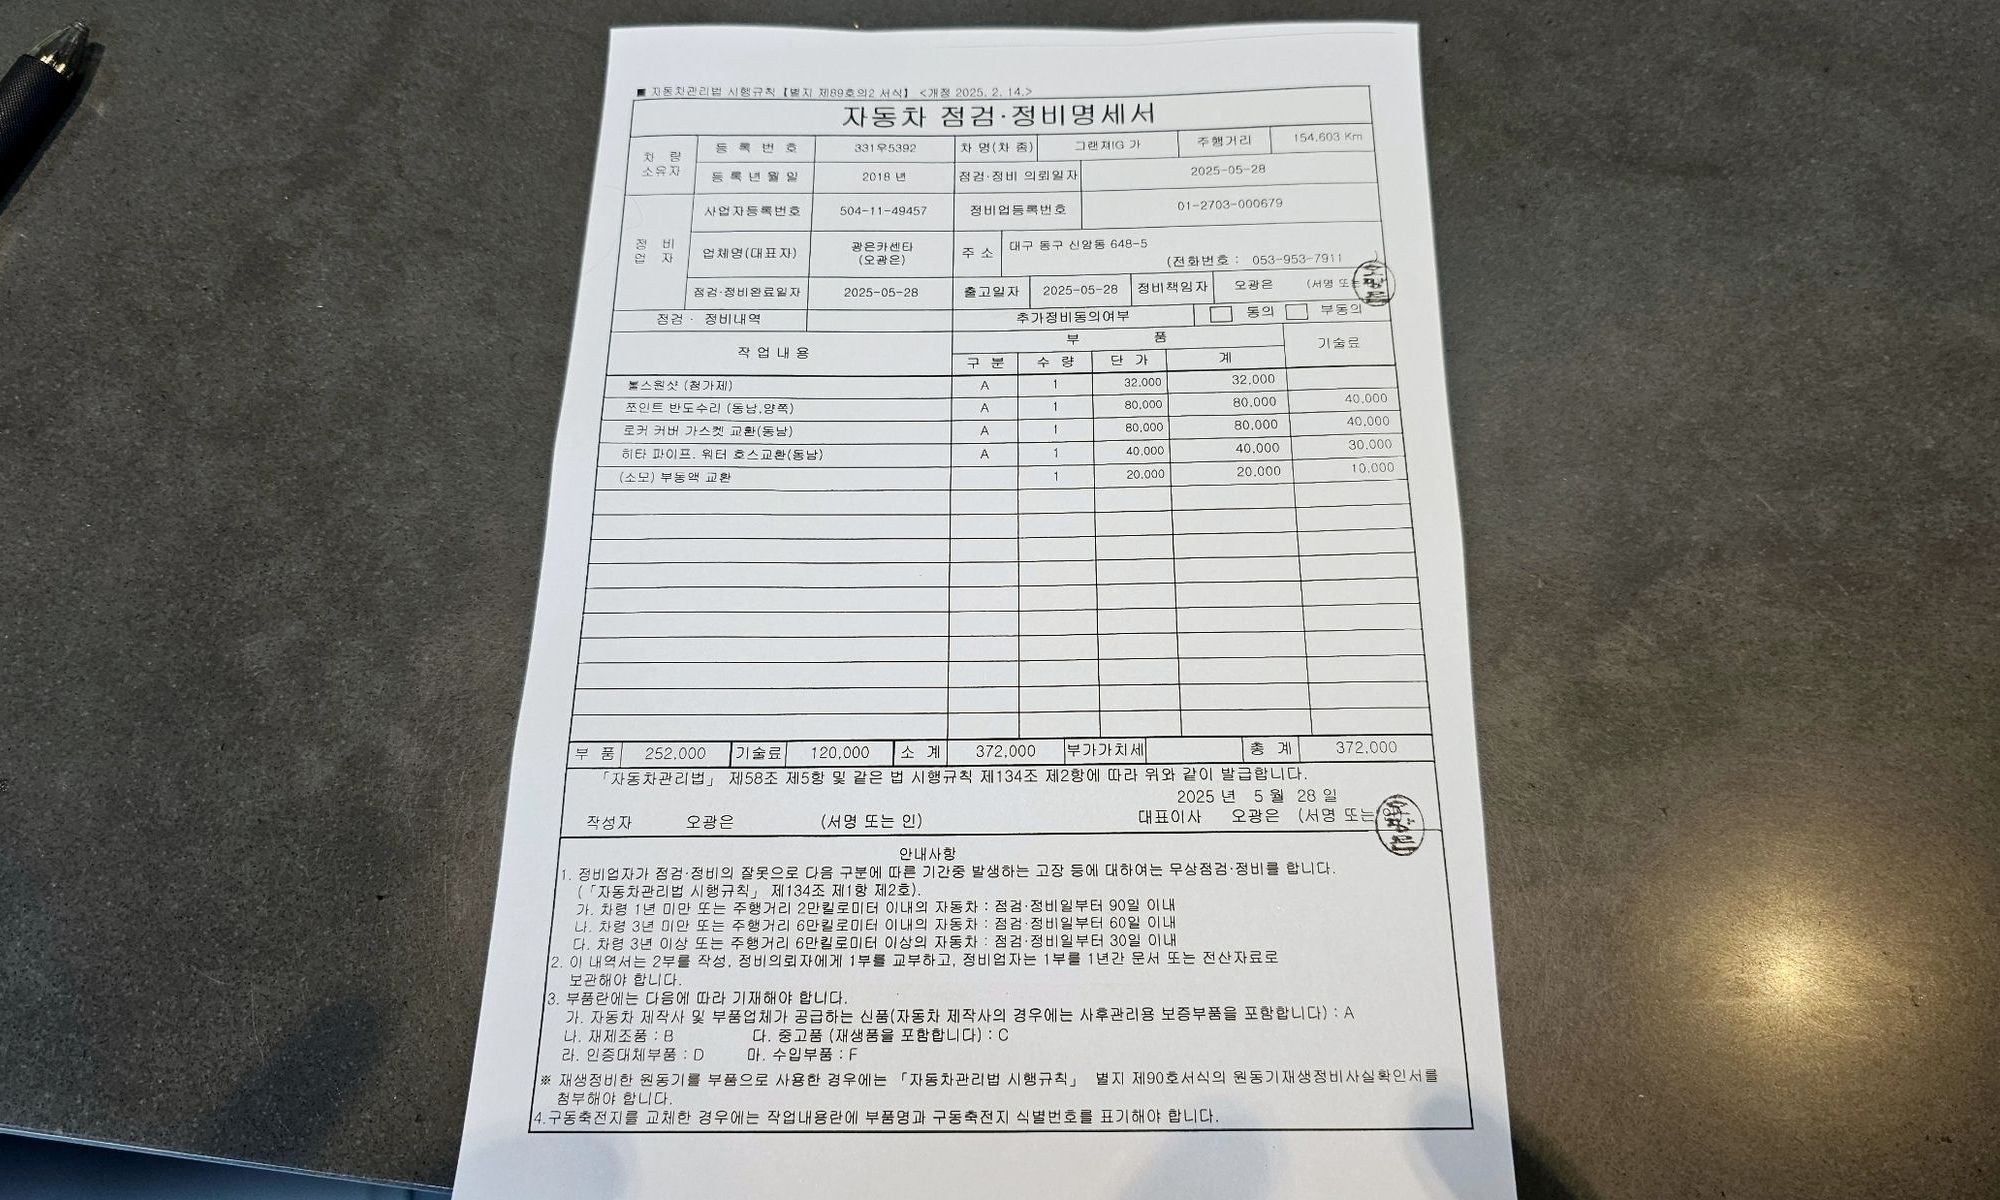 ■ 자동차관리법 시행규칙【별지 제89호의2 서식】 <개정 2025. 2. 14.>
자동차 점검·정비명세서
차 량 소유자 등 록 번 호 331우5392 차 명(차 종) 그랜져IG 가 주행거리 154,603 Km
등 록 년 월 일 2018 년 점검·정비 의뢰일자 2025-05-28
정 비 업 자 사업자등록번호 504-11-49457 정비업등록번호 01-2703-000679
업체명(대표자) 광은카센타 (오광은) 주 소 대구 동구 신암동 648-5
(전화번호 : 053-953-7911 )
점검·정비완료일자 2025-05-28 출고일자 2025-05-28 정비책임자 오광은 (서명 또는
점검 · 정비내역 추가정비동의여부 동의 부동의
작 업 내 용 부 품 기술료
구 분 수 량 단 가 계
불스원샷 (첨가제) A 1 32,000 32,000
쪼인트 반도수리 (동남,양쪽) A 1 80,000 80,000 40,000
로커 커버 가스켓 교환(동남) A 1 80,000 80,000 40,000
히타 파이프. 워터 호스교환(동남) A 1 40,000 40,000 30,000
(소모) 부동액 교환 1 20,000 20,000 10,000
부 품 252,000 기술료 120,000 소 계 372,000 부가가치세 총 계 372,000
「자동차관리법」 제58조 제5항 및 같은 법 시행규칙 제134조 제2항에 따라 위와 같이 발급합니다.
2025 년 5 월 28 일
작성자 오광은 (서명 또는 인) 대표이사 오광은 (서명 또는
안내사항
1. 정비업자가 점검·정비의 잘못으로 다음 구분에 따른 기간중 발생하는 고장 등에 대하여는 무상점검·정비를 합니다.
(「자동차관리법 시행규칙」 제134조 제1항 제2호).
가. 차령 1년 미만 또는 주행거리 2만킬로미터 이내의 자동차 : 점검·정비일부터 90일 이내
나. 차령 3년 미만 또는 주행거리 6만킬로미터 이내의 자동차 : 점검·정비일부터 60일 이내
다. 차령 3년 이상 또는 주행거리 6만킬로미터 이상의 자동차 : 점검·정비일부터 30일 이내
2. 이 내역서는 2부를 작성, 정비의뢰자에게 1부를 교부하고, 정비업자는 1부를 1년간 문서 또는 전산자료로
보관해야 합니다.
3. 부품란에는 다음에 따라 기재해야 합니다.
가. 자동차 제작사 및 부품업체가 공급하는 신품(자동차 제작사의 경우에는 사후관리용 보증부품을 포함합니다) : A
나. 재제조품 : B 다. 중고품 (재생품을 포함합니다) : C
라. 인증대체부품 : D 마. 수입부품 : F
※ 재생정비한 원동기를 부품으로 사용한 경우에는 「자동차관리법 시행규칙」 별지 제90호서식의 원동기재생정비사실확인서를
첨부해야 합니다.
4.구동축전지를 교체한 경우에는 작업내용란에 부품명과 구동축전지 식별번호를 표기해야 합니다.